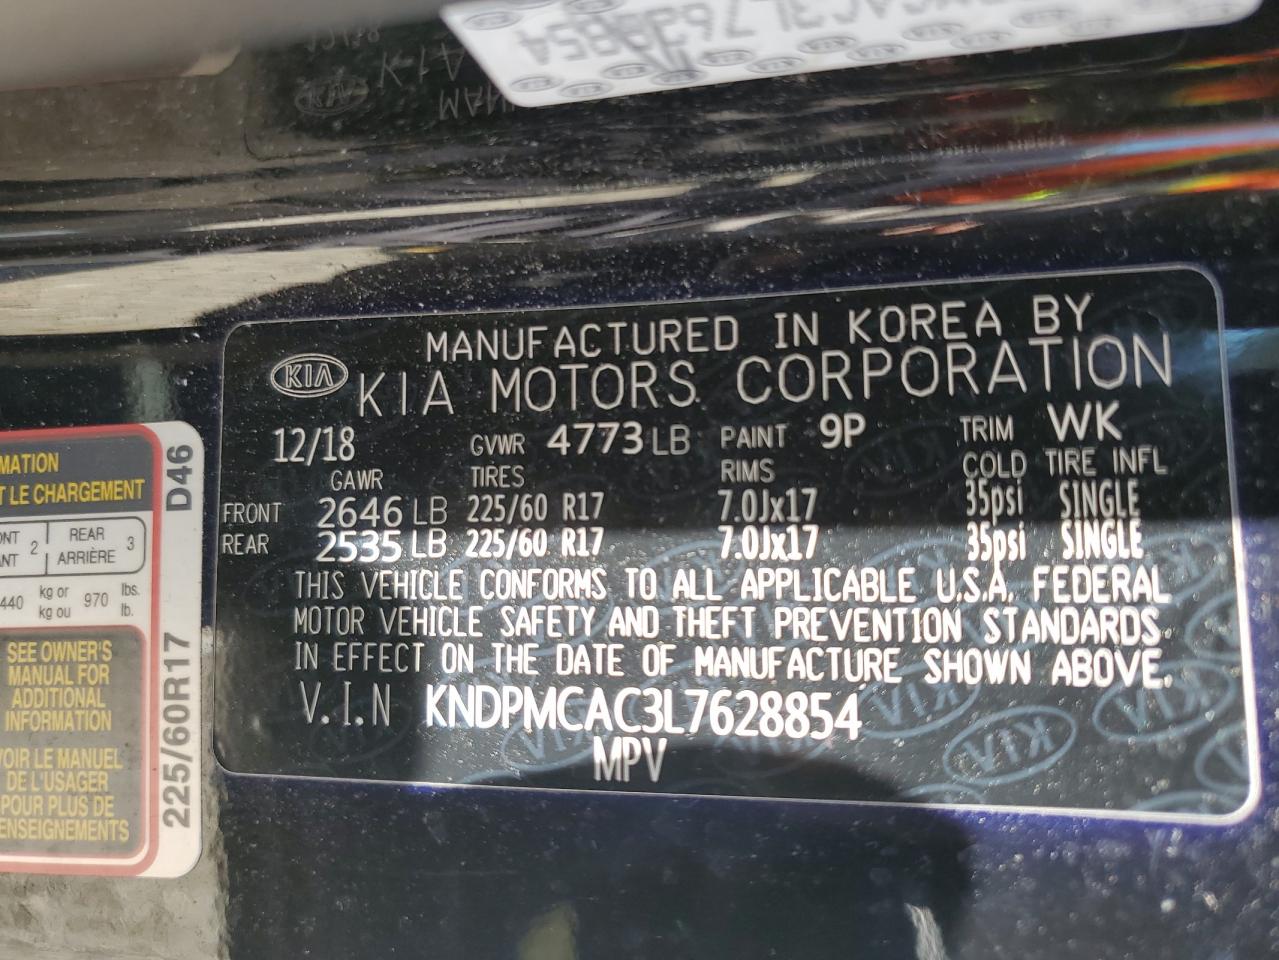 MANUFACTURED IN KOREA BY
KIA KIA MOTORS CORPORATION
12/18 GVWR 4773 LB PAINT 9P TRIM WK
GAWR TIRES RIMS COLD TIRE INFL
FRONT 2646 LB 225/60 R17 7.0Jx17 35psi SINGLE
REAR 2535 LB 225/60 R17 7.0Jx17 35psi SINGLE
THIS VEHICLE CONFORMS TO ALL APPLICABLE U.S.A. FEDERAL
MOTOR VEHICLE SAFETY AND THEFT PREVENTION STANDARDS
IN EFFECT ON THE DATE OF MANUFACTURE SHOWN ABOVE.
V.I.N KNDPMCAC3L7628854
MPV
MATION
T LE CHARGEMENT
NT 2 REAR 3
ANT ARRIÈRE
440 kg or 970 lbs.
kg ou lb.
SEE OWNER'S
MANUAL FOR
ADDITIONAL
INFORMATION
VOIR LE MANUEL
DE L'USAGER
POUR PLUS DE
ENSEIGNEMENTS
225/60R17 D46